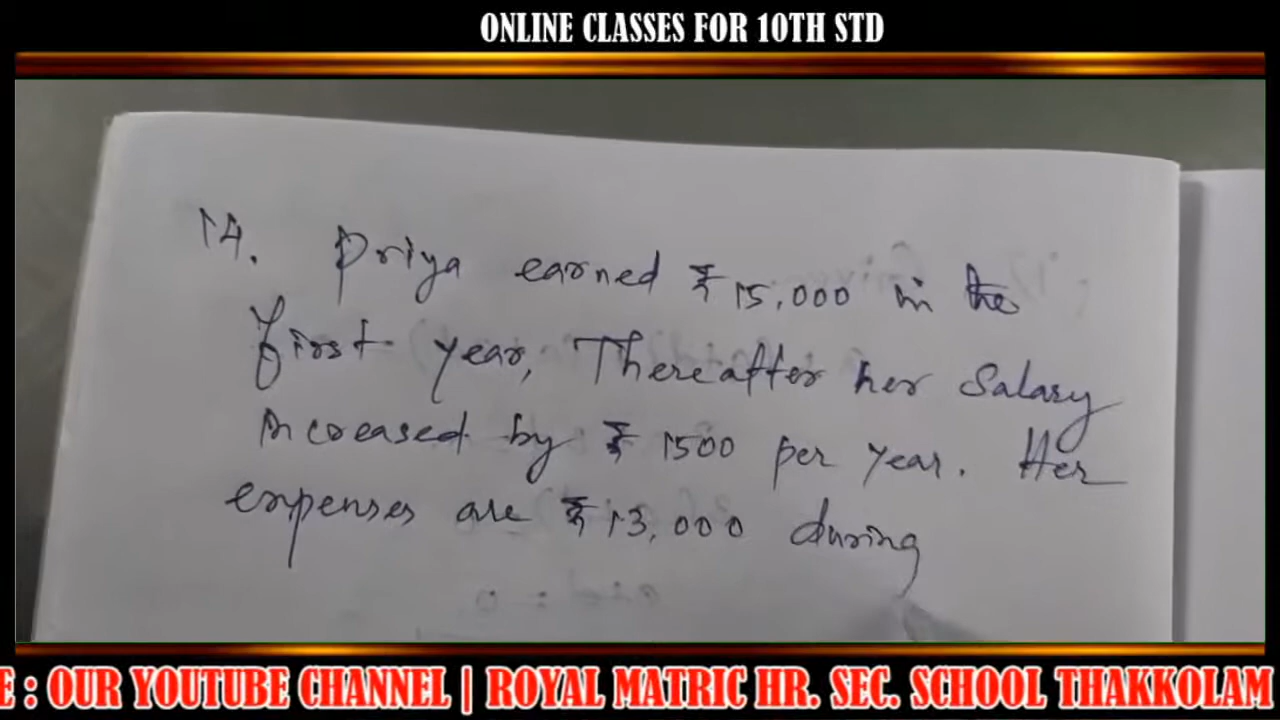 ONLINE CLASSES FOR 10TH STD
14. Priya earned ₹ 15,000 in the
first year, Thereafter her Salary
increased by ₹ 1500 per year. Her
expenses are ₹ 13,000 during
E : OUR YOUTUBE CHANNEL | ROYAL MATRIC HR. SEC. SCHOOL THAKKOLAM